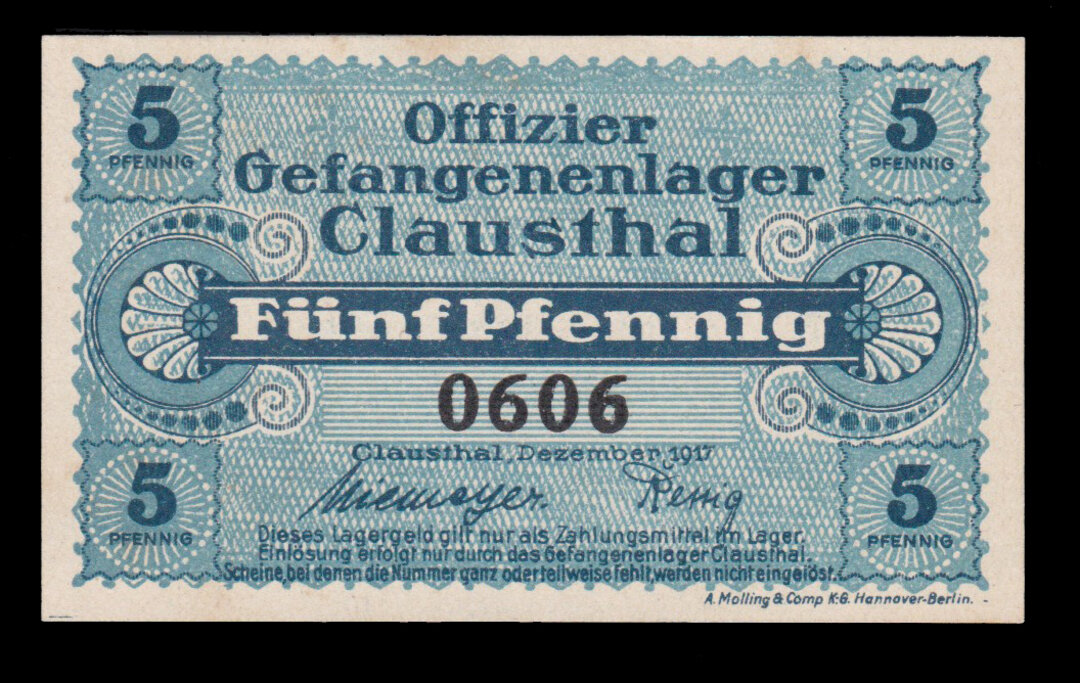 5 PFENNIG
5 PFENNIG
Offizier
Gefangenenlager
Clausthal
Fünf Pfennig
0606
Clausthal, Dezember 1917
Niemayer. Ressig
5 PFENNIG
5 PFENNIG
Dieses Lagergeld gilt nur als Zahlungsmittel im Lager.
Einlösung erfolgt nur durch das Gefangenenlager Clausthal.
Scheine, bei denen die Nummer ganz oder teilweise fehlt, werden nicht eingelöst.
A. Molling & Comp K.G. Hannover-Berlin.